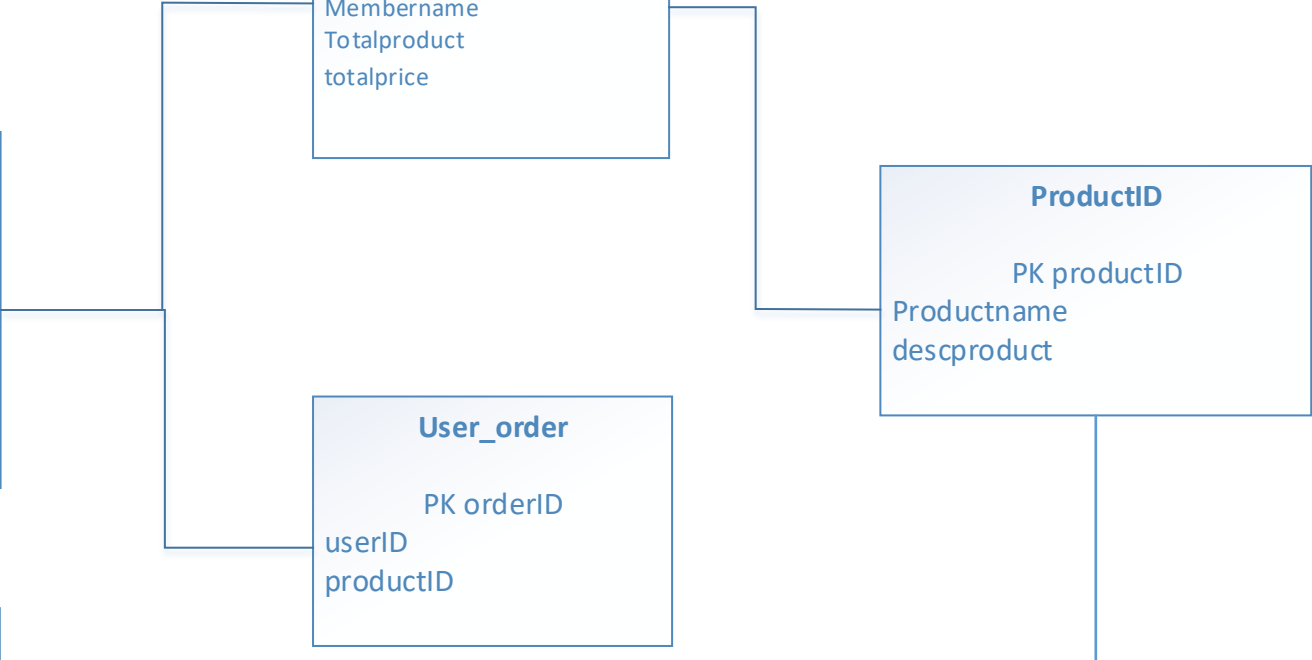 Membername
Totalproduct
totalprice
ProductID
PK productID
Productname
descproduct
User_order
PK orderID
userID
productID